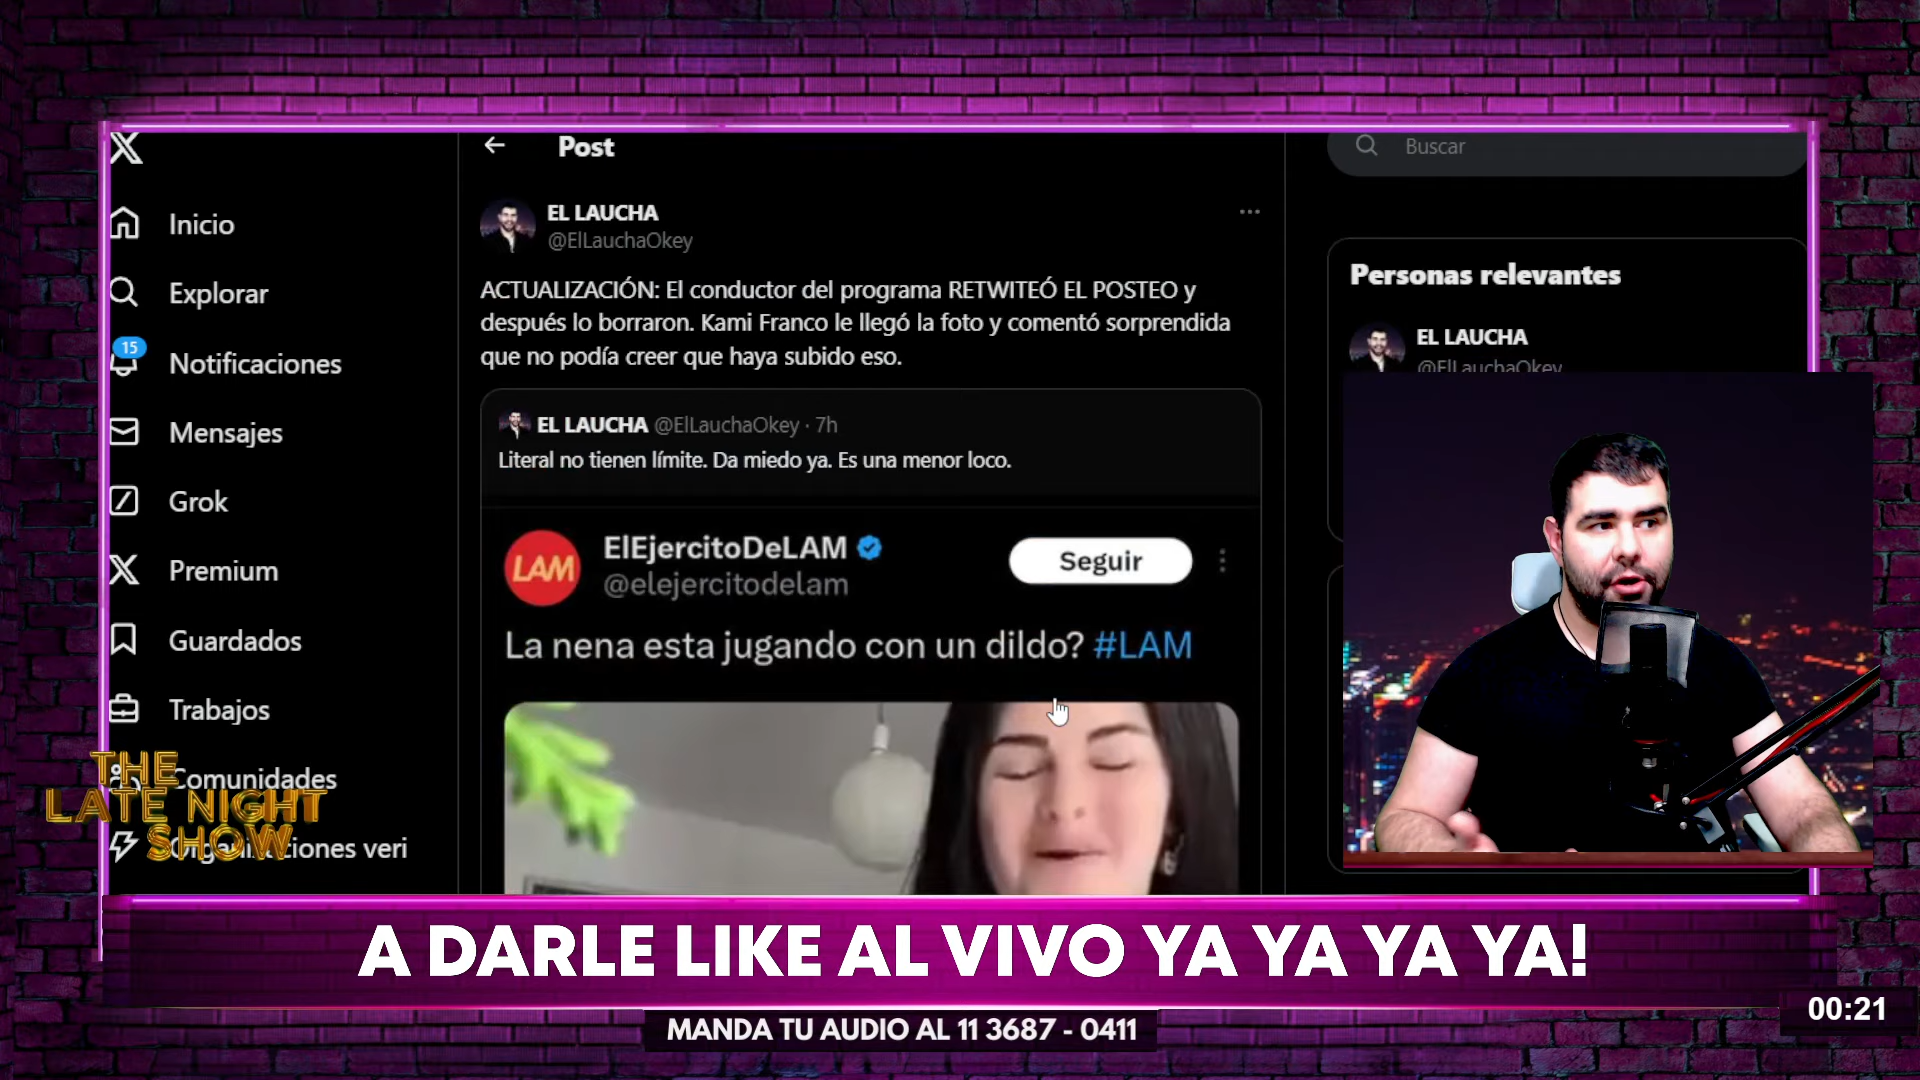 Post
Buscar
EL LAUCHA
@ElLauchaOkey
ACTUALIZACIÓN: El conductor del programa RETWITEÓ EL POSTEO y
después lo borraron. Kami Franco le llegó la foto y comentó sorprendida
que no podía creer que haya subido eso.
EL LAUCHA @ElLauchaOkey · 7h
Literal no tienen límite. Da miedo ya. Es una menor loco.
LAM
ElEjercitoDeLAM
@elejercitodelam
Seguir
La nena esta jugando con un dildo? #LAM
Inicio
Explorar
15
Notificaciones
Mensajes
Grok
Premium
Guardados
Trabajos
Comunidades
Organizaciones veri
Personas relevantes
EL LAUCHA
@ElLauchaOkey
THE
LATE NIGHT
SHOW
A DARLE LIKE AL VIVO YA YA YA YA!
MANDA TU AUDIO AL 11 3687 - 0411
00:21